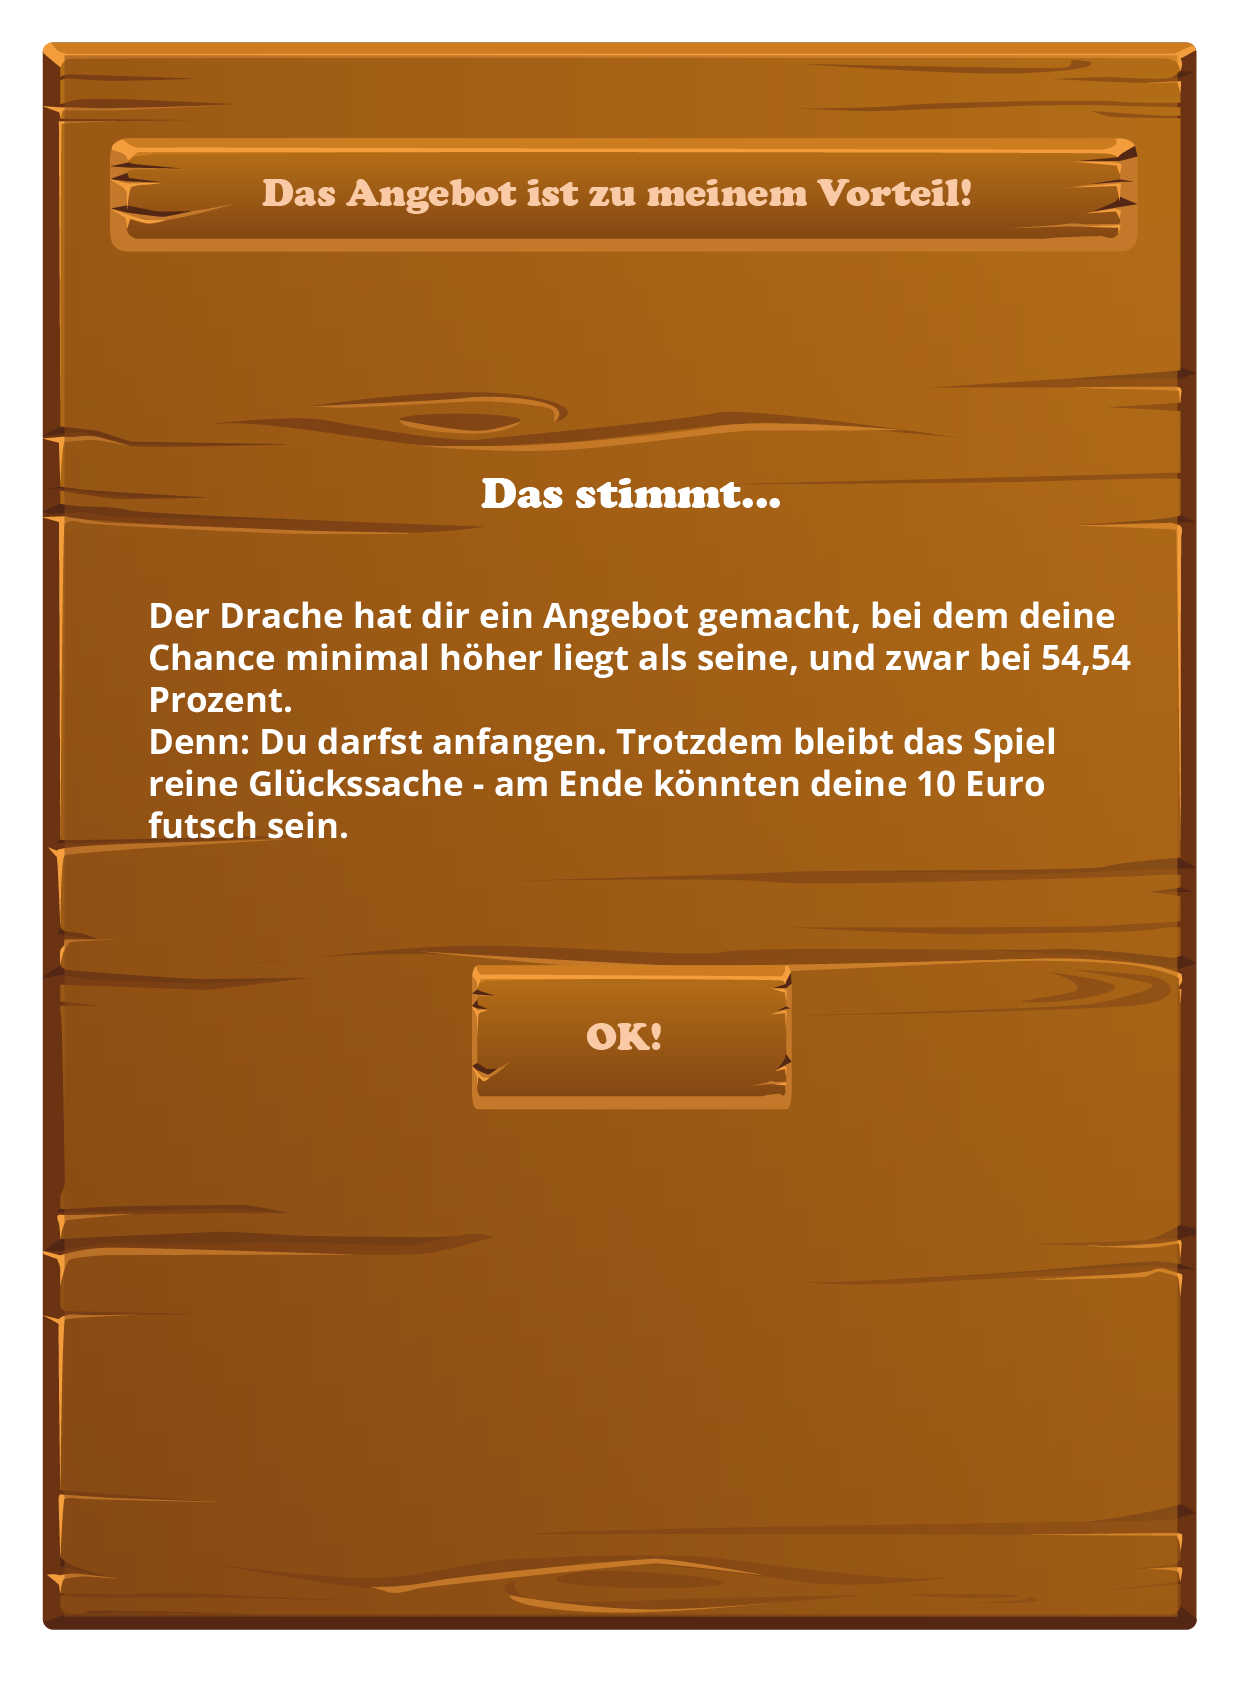 Das Angebot ist zu meinem Vorteil!
Das stimmt...
Der Drache hat dir ein Angebot gemacht, bei dem deine
Chance minimal höher liegt als seine, und zwar bei 54,54
Prozent.
Denn: Du darfst anfangen. Trotzdem bleibt das Spiel
reine Glückssache - am Ende könnten deine 10 Euro
futsch sein.
OK!